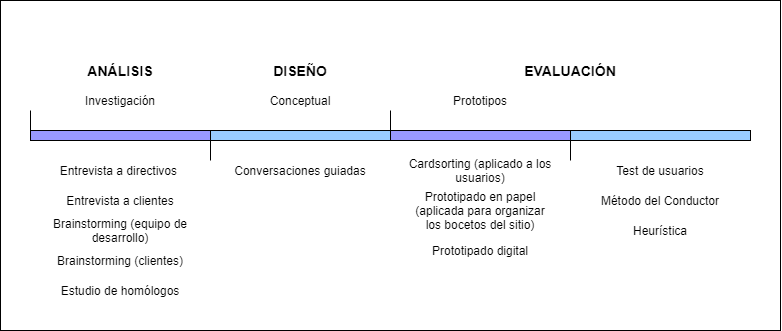 ANÁLISIS
DISEÑO
EVALUACIÓN
Investigación
Conceptual
Prototipos
Entrevista a directivos
Entrevista a clientes
Brainstorming (equipo de
desarrollo)
Brainstorming (clientes)
Estudio de homólogos
Conversaciones guiadas
Cardsorting (aplicado a los
usuarios)
Prototipado en papel
(aplicada para organizar
los bocetos del sitio)
Prototipado digital
Test de usuarios
Método del Conductor
Heurística